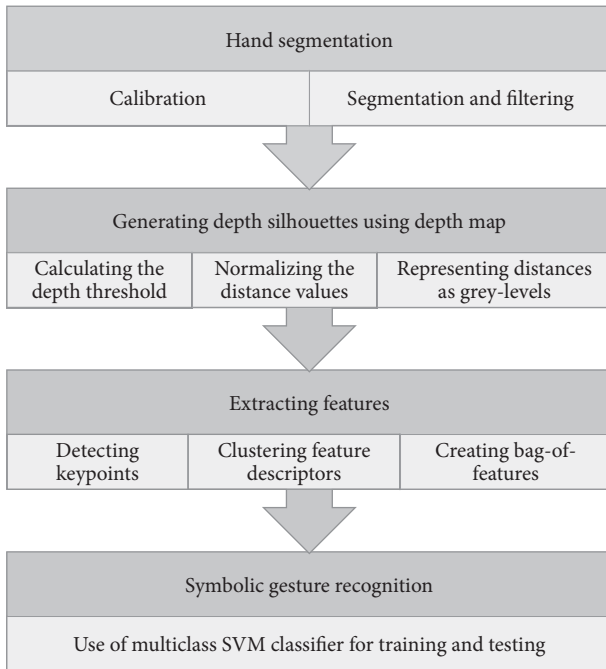 Hand segmentation
Calibration
Segmentation and filtering
Generating depth silhouettes using depth map
Calculating the
depth threshold
Normalizing the
distance values
Representing distances
as grey-levels
Extracting features
Detecting
keypoints
Clustering feature
descriptors
Creating bag-of-
features
Symbolic gesture recognition
Use of multiclass SVM classifier for training and testing